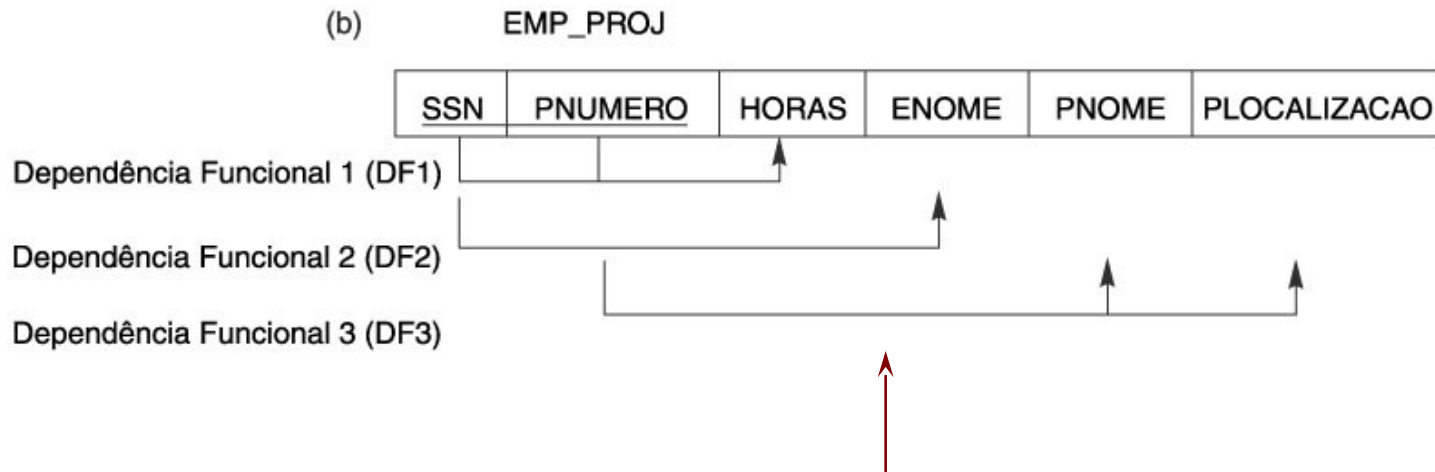 (b) EMP_PROJ
SSN PNUMERO HORAS ENOME PNOME PLOCALIZACAO
Dependência Funcional 1 (DF1)
Dependência Funcional 2 (DF2)
Dependência Funcional 3 (DF3)